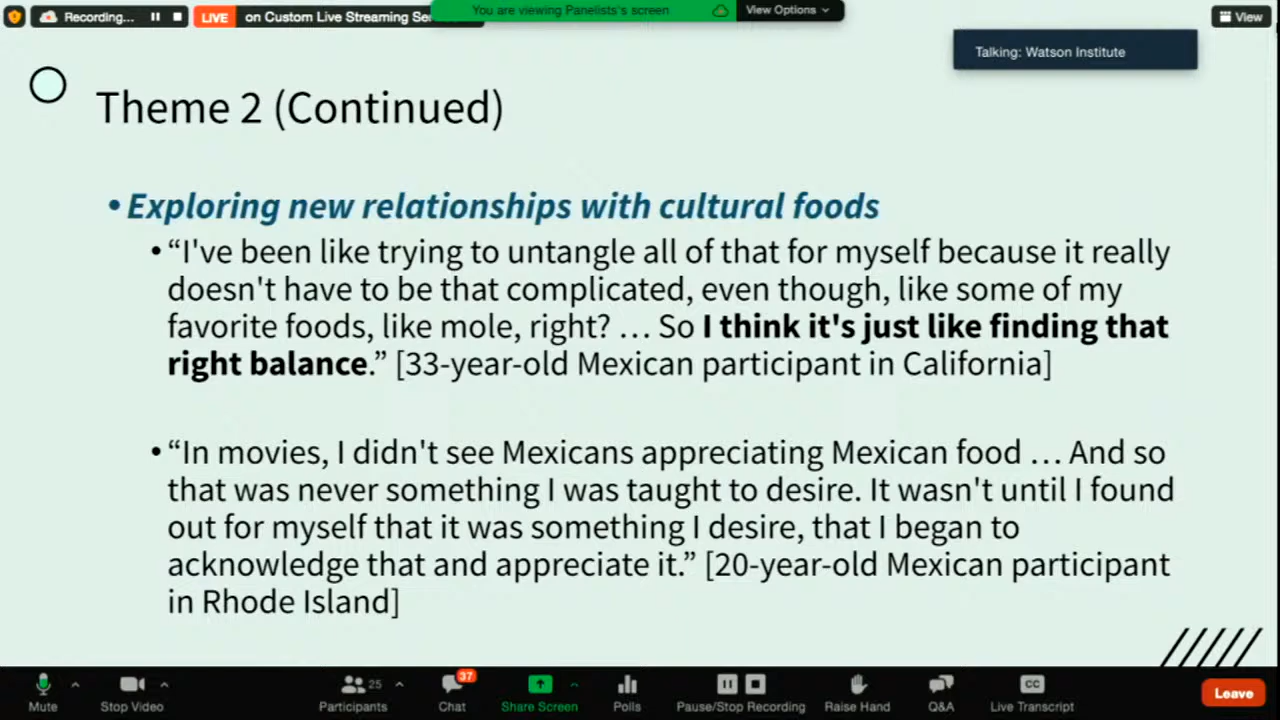 Recording...
LIVE
on Custom Live Streaming Ser
You are viewing Panelists's screen
View Options
View
Talking: Watson Institute
Theme 2 (Continued)
• Exploring new relationships with cultural foods
• “I've been like trying to untangle all of that for myself because it really
doesn't have to be that complicated, even though, like some of my
favorite foods, like mole, right? … So I think it's just like finding that
right balance.” [33-year-old Mexican participant in California]
• “In movies, I didn't see Mexicans appreciating Mexican food … And so
that was never something I was taught to desire. It wasn't until I found
out for myself that it was something I desire, that I began to
acknowledge that and appreciate it.” [20-year-old Mexican participant
in Rhode Island]
Mute
Stop Video
25
Participants
37
Chat
Share Screen
Polls
Pause/Stop Recording
Raise Hand
Q&A
CC
Live Transcript
Leave